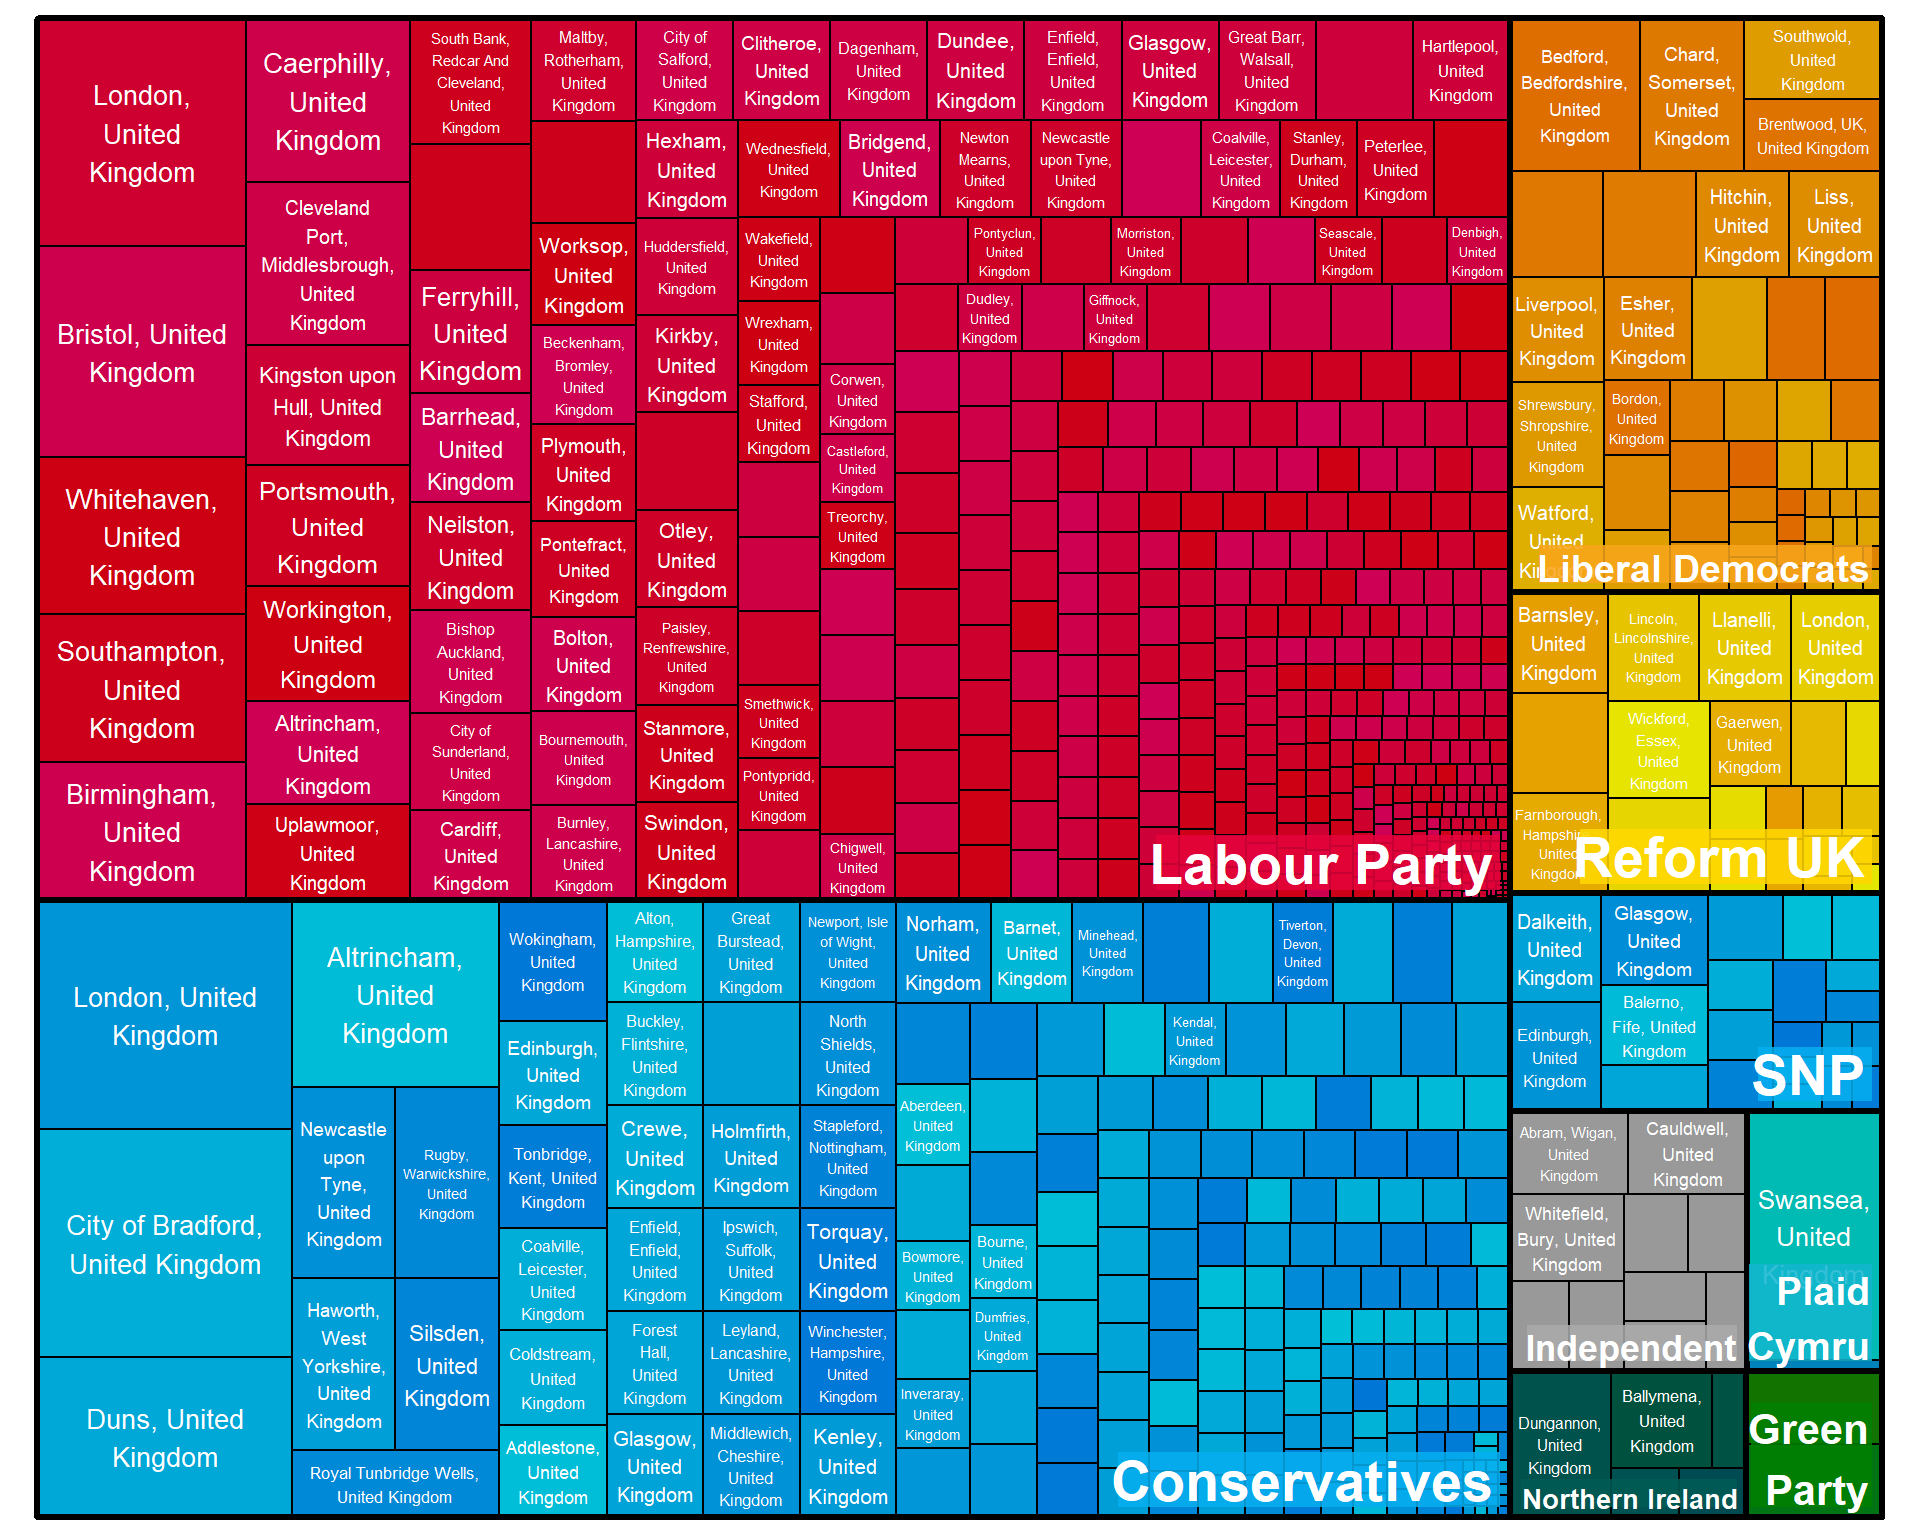 London,
United
Kingdom
Bristol, United
Kingdom
Whitehaven,
United
Kingdom
Southampton,
United
Kingdom
Birmingham,
United
Kingdom
Caerphilly,
United
Kingdom
Cleveland
Port,
Middlesbrough,
United
Kingdom
Kingston upon
Hull, United
Kingdom
Portsmouth,
United
Kingdom
Workington,
United
Kingdom
Altrincham,
United
Kingdom
Uplawmoor,
United
Kingdom
South Bank,
Redcar And
Cleveland,
United
Kingdom
Ferryhill,
United
Kingdom
Barrhead,
United
Kingdom
Neilston,
United
Kingdom
Bishop
Auckland,
United
Kingdom
City of
Sunderland,
United
Kingdom
Cardiff,
United
Kingdom
Maltby,
Rotherham,
United
Kingdom
Worksop,
United
Kingdom
Beckenham,
Bromley,
United
Kingdom
Plymouth,
United
Kingdom
Pontefract,
United
Kingdom
Bolton,
United
Kingdom
Bournemouth,
United
Kingdom
Burnley,
Lancashire,
United
Kingdom
City of
Salford,
United
Kingdom
Clitheroe,
United
Kingdom
Dagenham,
United
Kingdom
Dundee,
United
Kingdom
Enfield,
Enfield,
United
Kingdom
Glasgow,
United
Kingdom
Great Barr,
Walsall,
United
Kingdom
Hartlepool,
United
Kingdom
Hexham,
United
Kingdom
Huddersfield,
United
Kingdom
Kirkby,
United
Kingdom
Otley,
United
Kingdom
Paisley,
Renfrewshire,
United
Kingdom
Stanmore,
United
Kingdom
Swindon,
United
Kingdom
Wednesfield,
United
Kingdom
Bridgend,
United
Kingdom
Newton
Mearns,
United
Kingdom
Newcastle
upon Tyne,
United
Kingdom
Coalville,
Leicester,
United
Kingdom
Stanley,
Durham,
United
Kingdom
Peterlee,
United
Kingdom
Wakefield,
United
Kingdom
Wrexham,
United
Kingdom
Stafford,
United
Kingdom
Smethwick,
United
Kingdom
Pontypridd,
United
Kingdom
Corwen,
United
Kingdom
Castleford,
United
Kingdom
Treorchy,
United
Kingdom
Chigwell,
United
Kingdom
Pontyclun,
United
Kingdom
Morriston,
United
Kingdom
Seascale,
United
Kingdom
Denbigh,
United
Kingdom
Dudley,
United
Kingdom
Giffnock,
United
Kingdom
Labour Party
Bedford,
Bedfordshire,
United
Kingdom
Chard,
Somerset,
United
Kingdom
Southwold,
United
Kingdom
Brentwood, UK,
United Kingdom
Hitchin,
United
Kingdom
Liss,
United
Kingdom
Liverpool,
United
Kingdom
Esher,
United
Kingdom
Shrewsbury,
Shropshire,
United
Kingdom
Bordon,
United
Kingdom
Watford,
United
Liberal Democrats
Barnsley,
United
Kingdom
Lincoln,
Lincolnshire,
United
Kingdom
Llanelli,
United
Kingdom
London,
United
Kingdom
Wickford,
Essex,
United
Kingdom
Gaerwen,
United
Kingdom
Farnborough,
Hampshire,
United
Kingdom
Reform UK
London, United
Kingdom
City of Bradford,
United Kingdom
Duns, United
Kingdom
Altrincham,
United
Kingdom
Newcastle
upon
Tyne,
United
Kingdom
Rugby,
Warwickshire,
United
Kingdom
Haworth,
West
Yorkshire,
United
Kingdom
Silsden,
United
Kingdom
Royal Tunbridge Wells,
United Kingdom
Wokingham,
United
Kingdom
Edinburgh,
United
Kingdom
Tonbridge,
Kent, United
Kingdom
Coalville,
Leicester,
United
Kingdom
Coldstream,
United
Kingdom
Addlestone,
United
Kingdom
Alton,
Hampshire,
United
Kingdom
Great
Burstead,
United
Kingdom
Newport, Isle
of Wight,
United
Kingdom
Buckley,
Flintshire,
United
Kingdom
North
Shields,
United
Kingdom
Crewe,
United
Kingdom
Holmfirth,
United
Kingdom
Stapleford,
Nottingham,
United
Kingdom
Enfield,
Enfield,
United
Kingdom
Ipswich,
Suffolk,
United
Kingdom
Torquay,
United
Kingdom
Forest
Hall,
United
Kingdom
Leyland,
Lancashire,
United
Kingdom
Winchester,
Hampshire,
United
Kingdom
Glasgow,
United
Kingdom
Middlewich,
Cheshire,
United
Kingdom
Kenley,
United
Kingdom
Norham,
United
Kingdom
Barnet,
United
Kingdom
Minehead,
United
Kingdom
Tiverton,
Devon,
United
Kingdom
Kendal,
United
Kingdom
Aberdeen,
United
Kingdom
Bowmore,
United
Kingdom
Bourne,
United
Kingdom
Dumfries,
United
Kingdom
Inveraray,
United
Kingdom
Conservatives
Dalkeith,
United
Kingdom
Glasgow,
United
Kingdom
Edinburgh,
United
Kingdom
Balerno,
Fife, United
Kingdom
SNP
Abram, Wigan,
United
Kingdom
Cauldwell,
United
Kingdom
Whitefield,
Bury, United
Kingdom
Independent
Swansea,
United
Kingdom
Plaid
Cymru
Dungannon,
United
Kingdom
Ballymena,
United
Kingdom
Northern Ireland
Green
Party